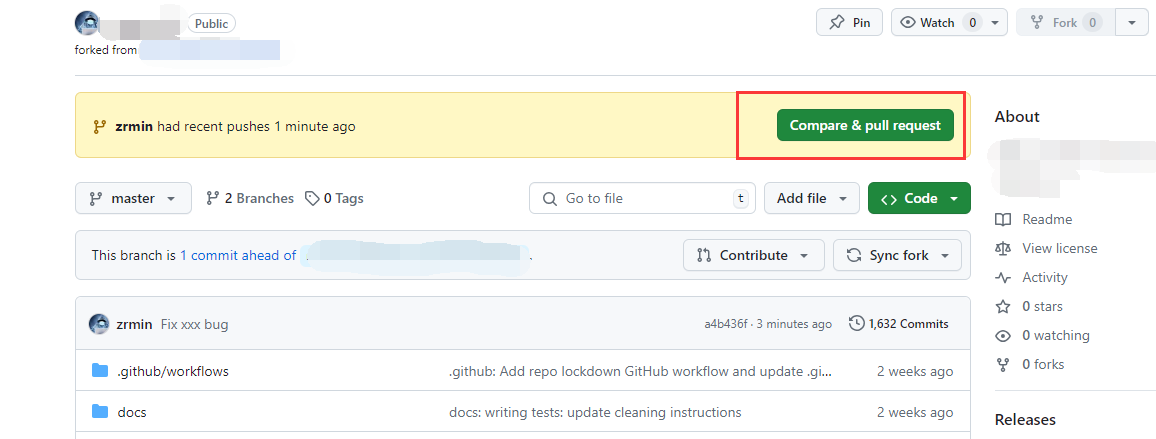 Public
Pin
Watch 0
Fork 0
forked from
zrmin had recent pushes 1 minute ago
Compare & pull request
master
2 Branches
0 Tags
Go to file
t
Add file
Code
This branch is 1 commit ahead of
.
Contribute
Sync fork
zrmin Fix xxx bug
a4b436f · 3 minutes ago
1,632 Commits
.github/workflows
.github: Add repo lockdown GitHub workflow and update .gi...
2 weeks ago
docs
docs: writing tests: update cleaning instructions
2 weeks ago
About
Readme
View license
Activity
0 stars
0 watching
0 forks
Releases